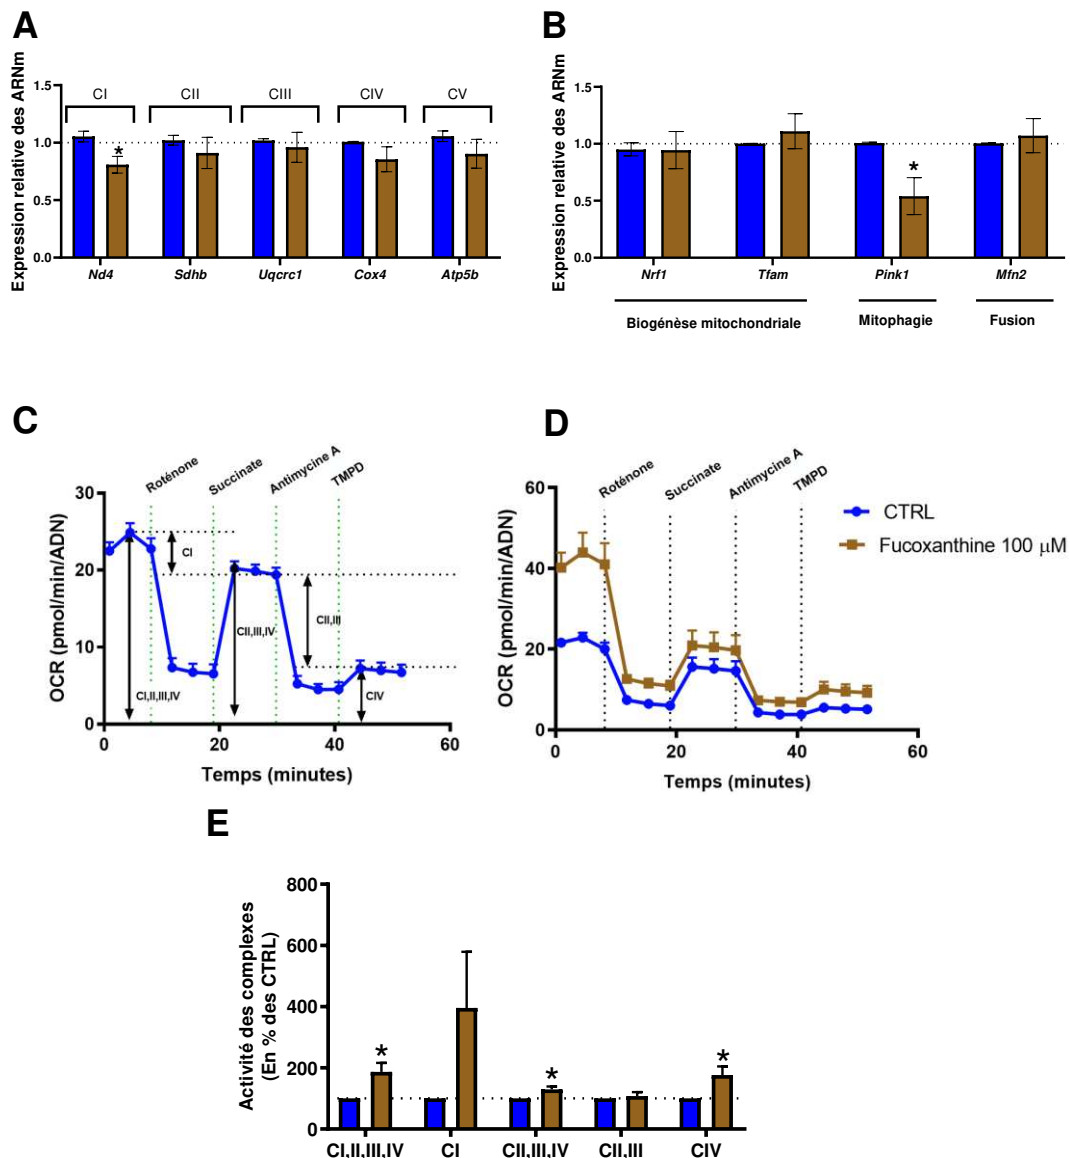 A
Expression relative des ARNm
1.5
1.0
0.5
0.0
CI
CII
CIII
CIV
CV
*
Nd4
Sdhb
Uqcrc1
Cox4
Atp5b
B
Expression relative des ARNm
1.5
1.0
0.5
0.0
*
Nrf1
Tfam
Pink1
Mfn2
Biogénèse mitochondriale
Mitophagie
Fusion
C
Roténone
Succinate
Antimycine A
TMPD
OCR (pmol/min/ADN)
30
20
10
0
CI
CII,III,IV
CII,III
CI,II,III,IV
CIV
0
20
40
60
Temps (minutes)
D
Roténone
Succinate
Antimycine A
TMPD
OCR (pmol/min/ADN)
60
40
20
0
0
20
40
60
Temps (minutes)
CTRL
Fucoxanthine 100 µM
E
Activité des complexes
(En % des CTRL)
800
600
400
200
0
*
*
*
CI,II,III,IV
CI
CII,III,IV
CII,III
CIV